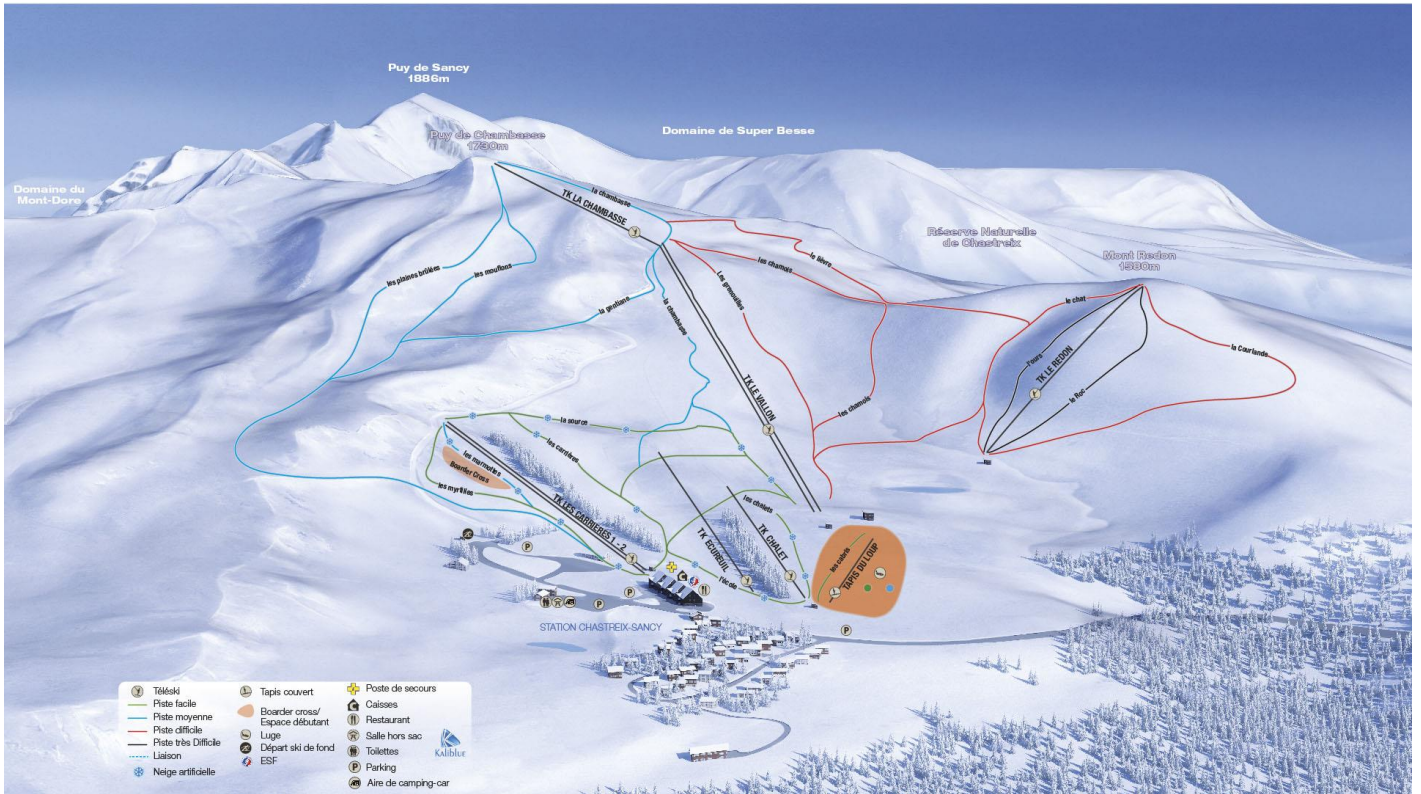 Puy de Sancy
1886m
Puy de Chambasse
1730m
Domaine de Super Besse
Domaine du
Mont-Dore
Réserve Naturelle
de Chastreix
Mont Redon
1580m
la chambasse
TK LA CHAMBASSE
les plaines brûlées
les mouflons
la gentiane
la chambasse
Les grenouilles
les chamois
le lièvre
le chat
l'ours
TK LE REDON
le Roc
la Courlande
TK LE VALLON
les chamois
la source
les carrières
les marmottes
Boarder Cross
les myrtilles
TK LES CARRIERES 1 - 2
les chalets
TK ECUREUIL
TK CHALET
l'école
les cabris
TAPIS DU LOUP
STATION CHASTREIX-SANCY
P
P
P
P
Téléski
Piste facile
Piste moyenne
Piste difficile
Piste très Difficile
Liaison
Neige artificielle
Tapis couvert
Boarder cross/
Espace débutant
Luge
Départ ski de fond
ESF
Poste de secours
Caisses
Restaurant
Salle hors sac
Toilettes
P Parking
Aire de camping-car
KALIBLUE